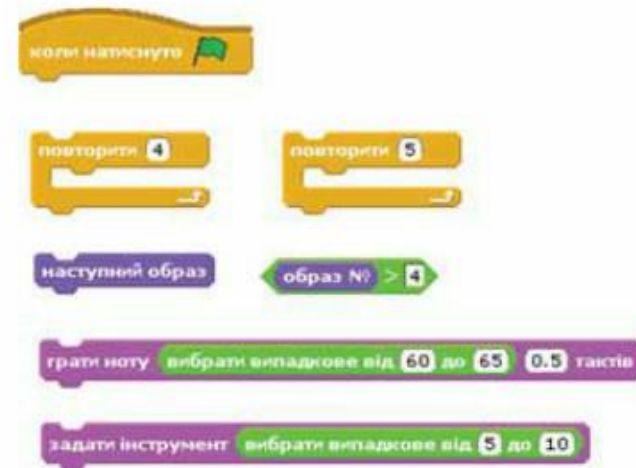 коли натиснуто
повторити 4
повторити 5
наступний образ
образ № > 4
грати ноту вибрати випадкове від 60 до 65 0.5 тактів
задати інструмент вибрати випадкове від 5 до 10